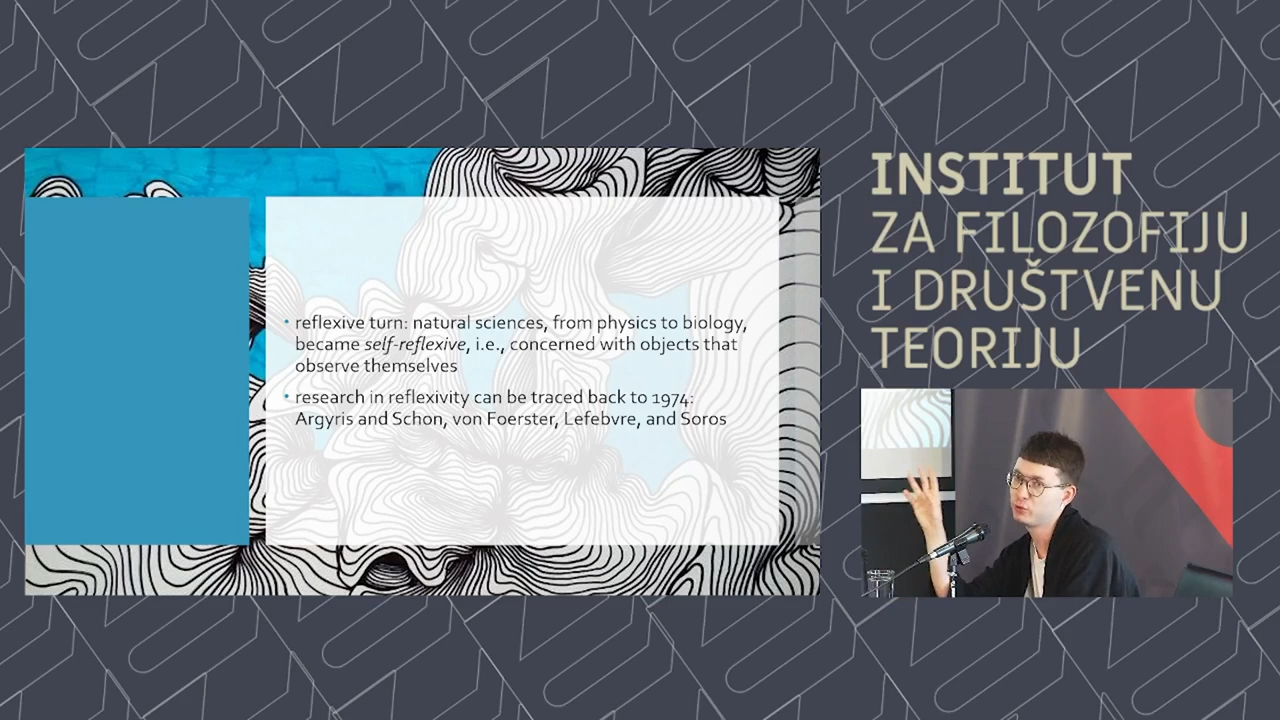 • reflexive turn: natural sciences, from physics to biology,
became self-reflexive, i.e., concerned with objects that
observe themselves
• research in reflexivity can be traced back to 1974:
Argyris and Schon, von Foerster, Lefebvre, and Soros
INSTITUT
ZA FILOZOFIJU
I DRUŠTVENU
TEORIJU